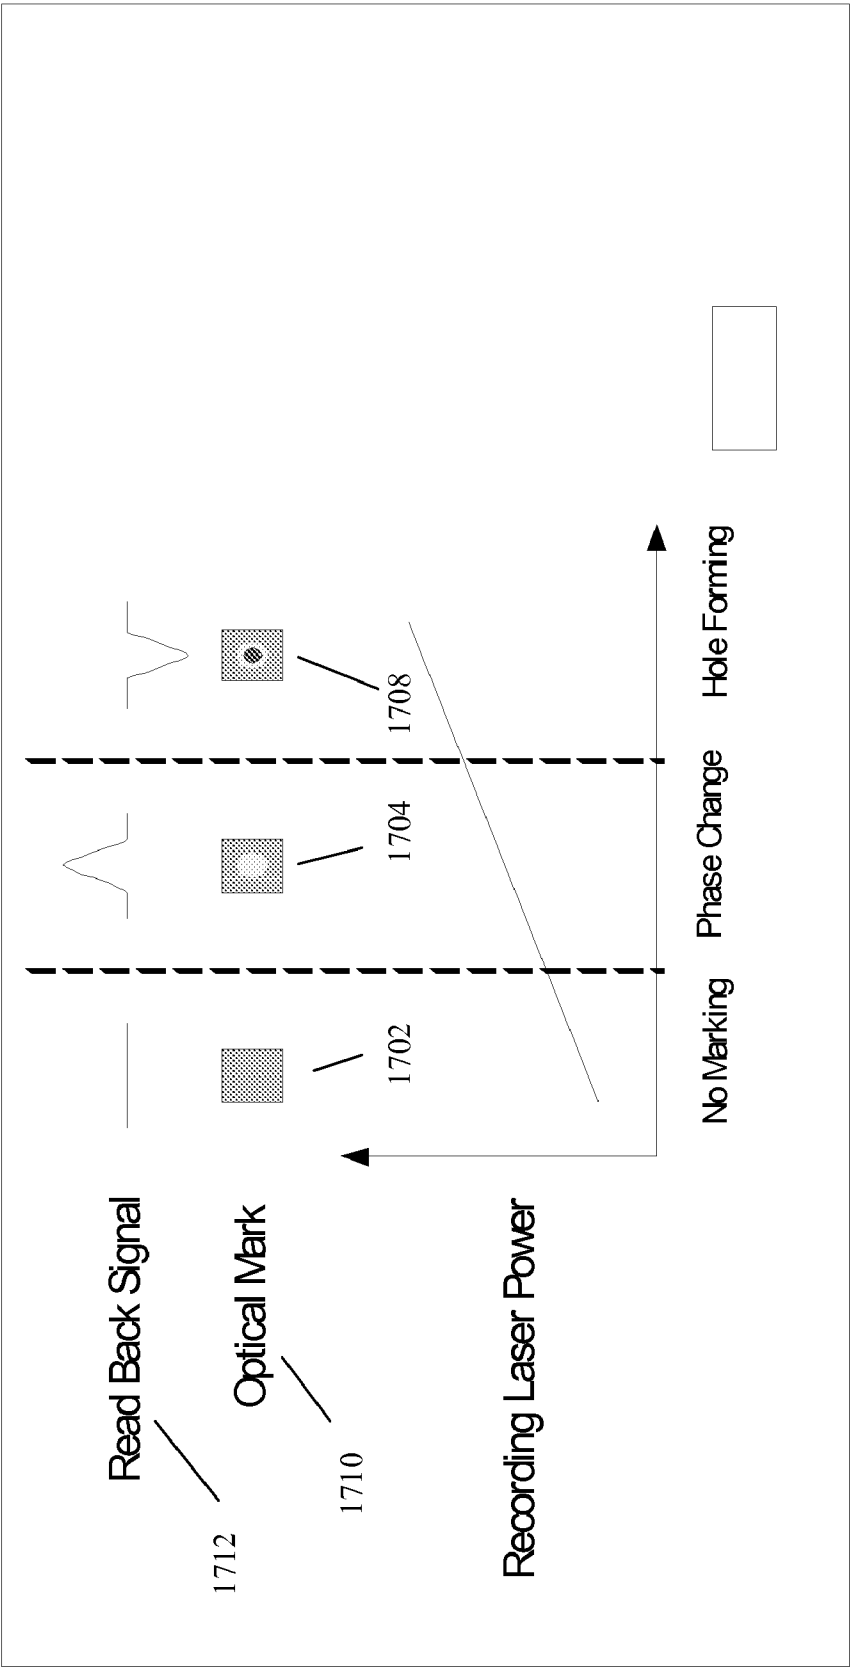 Read Back Signal
1712
Optical Mark
1710
1702
1704
1708
Recording Laser Power
No Marking
Phase Change
Hole Forming